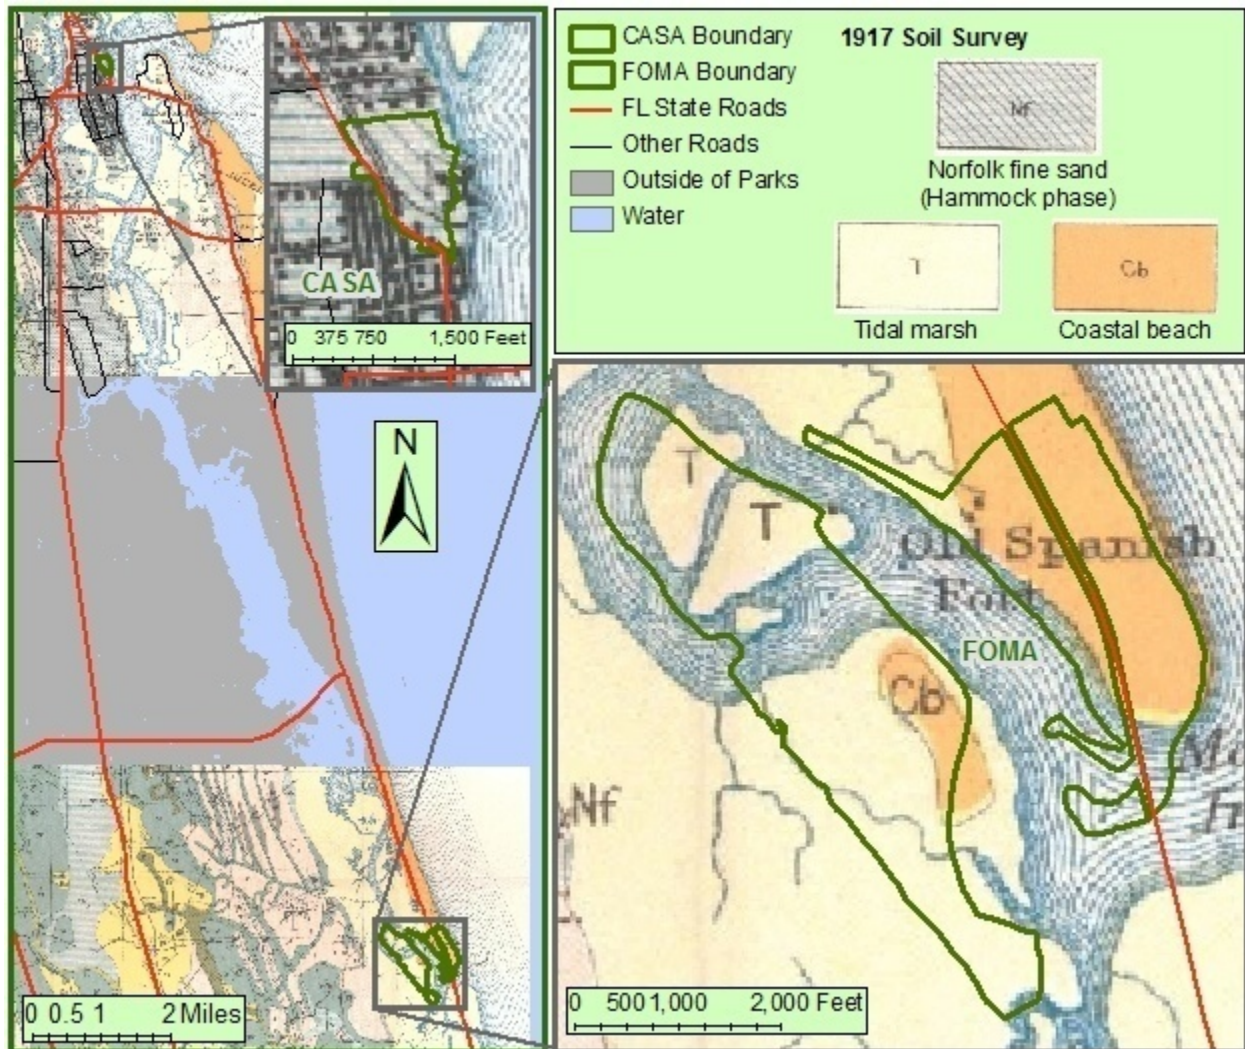 CASA
0 375 750 1,500 Feet
N
0 0.5 1 2 Miles
CASA Boundary
FOMA Boundary
FL State Roads
Other Roads
Outside of Parks
Water
1917 Soil Survey
Nf
Norfolk fine sand
(Hammock phase)
T
Tidal marsh
Cb
Coastal beach
T
T
Old Spanish
Fort
FOMA
Cb
Nf
0 500 1,000 2,000 Feet